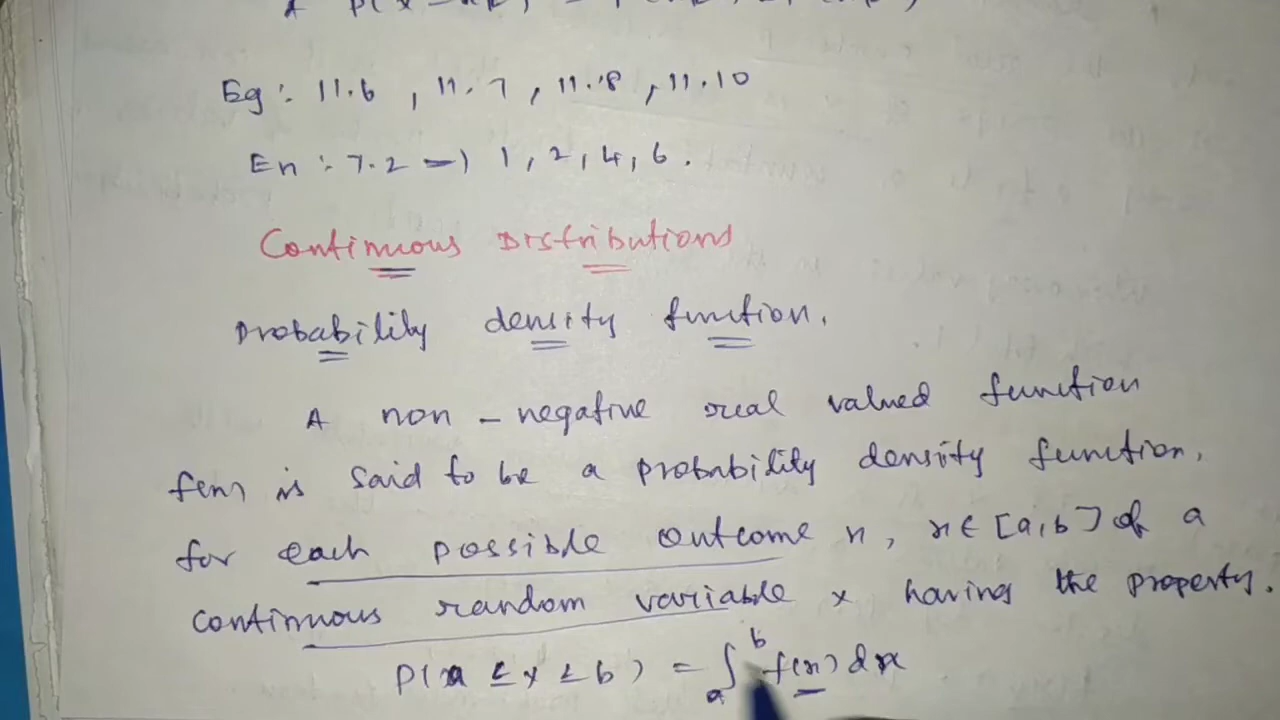 Eg : 11.6 , 11.7 , 11.8 , 11.10
En : 7.2 → 1, 2, 4, 6.
Continuous Distributions
Probability density function.
A non - negative real valued function
f(x) is said to be a probability density function,
for each possible outcome x, x ∈ [a, b] of a
continuous random variable x having the property.
P(a ≤ x ≤ b) = ∫ₐᵇ f(x) dx